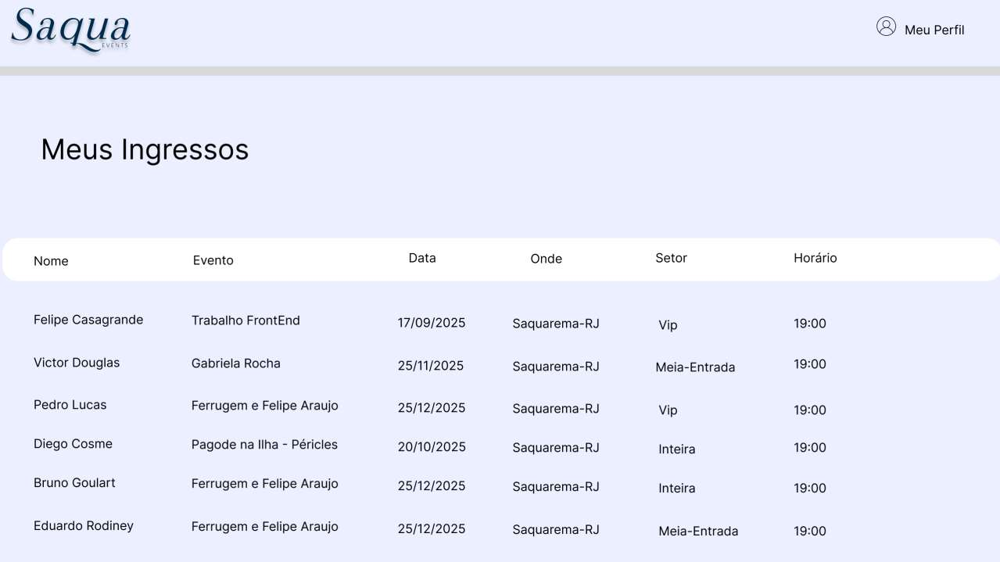 Saqua
EVENTS
Meu Perfil
Meus Ingressos
Nome Evento Data Onde Setor Horário
Felipe Casagrande Trabalho FrontEnd 17/09/2025 Saquarema-RJ Vip 19:00
Victor Douglas Gabriela Rocha 25/11/2025 Saquarema-RJ Meia-Entrada 19:00
Pedro Lucas Ferrugem e Felipe Araujo 25/12/2025 Saquarema-RJ Vip 19:00
Diego Cosme Pagode na Ilha - Péricles 20/10/2025 Saquarema-RJ Inteira 19:00
Bruno Goulart Ferrugem e Felipe Araujo 25/12/2025 Saquarema-RJ Inteira 19:00
Eduardo Rodiney Ferrugem e Felipe Araujo 25/12/2025 Saquarema-RJ Meia-Entrada 19:00